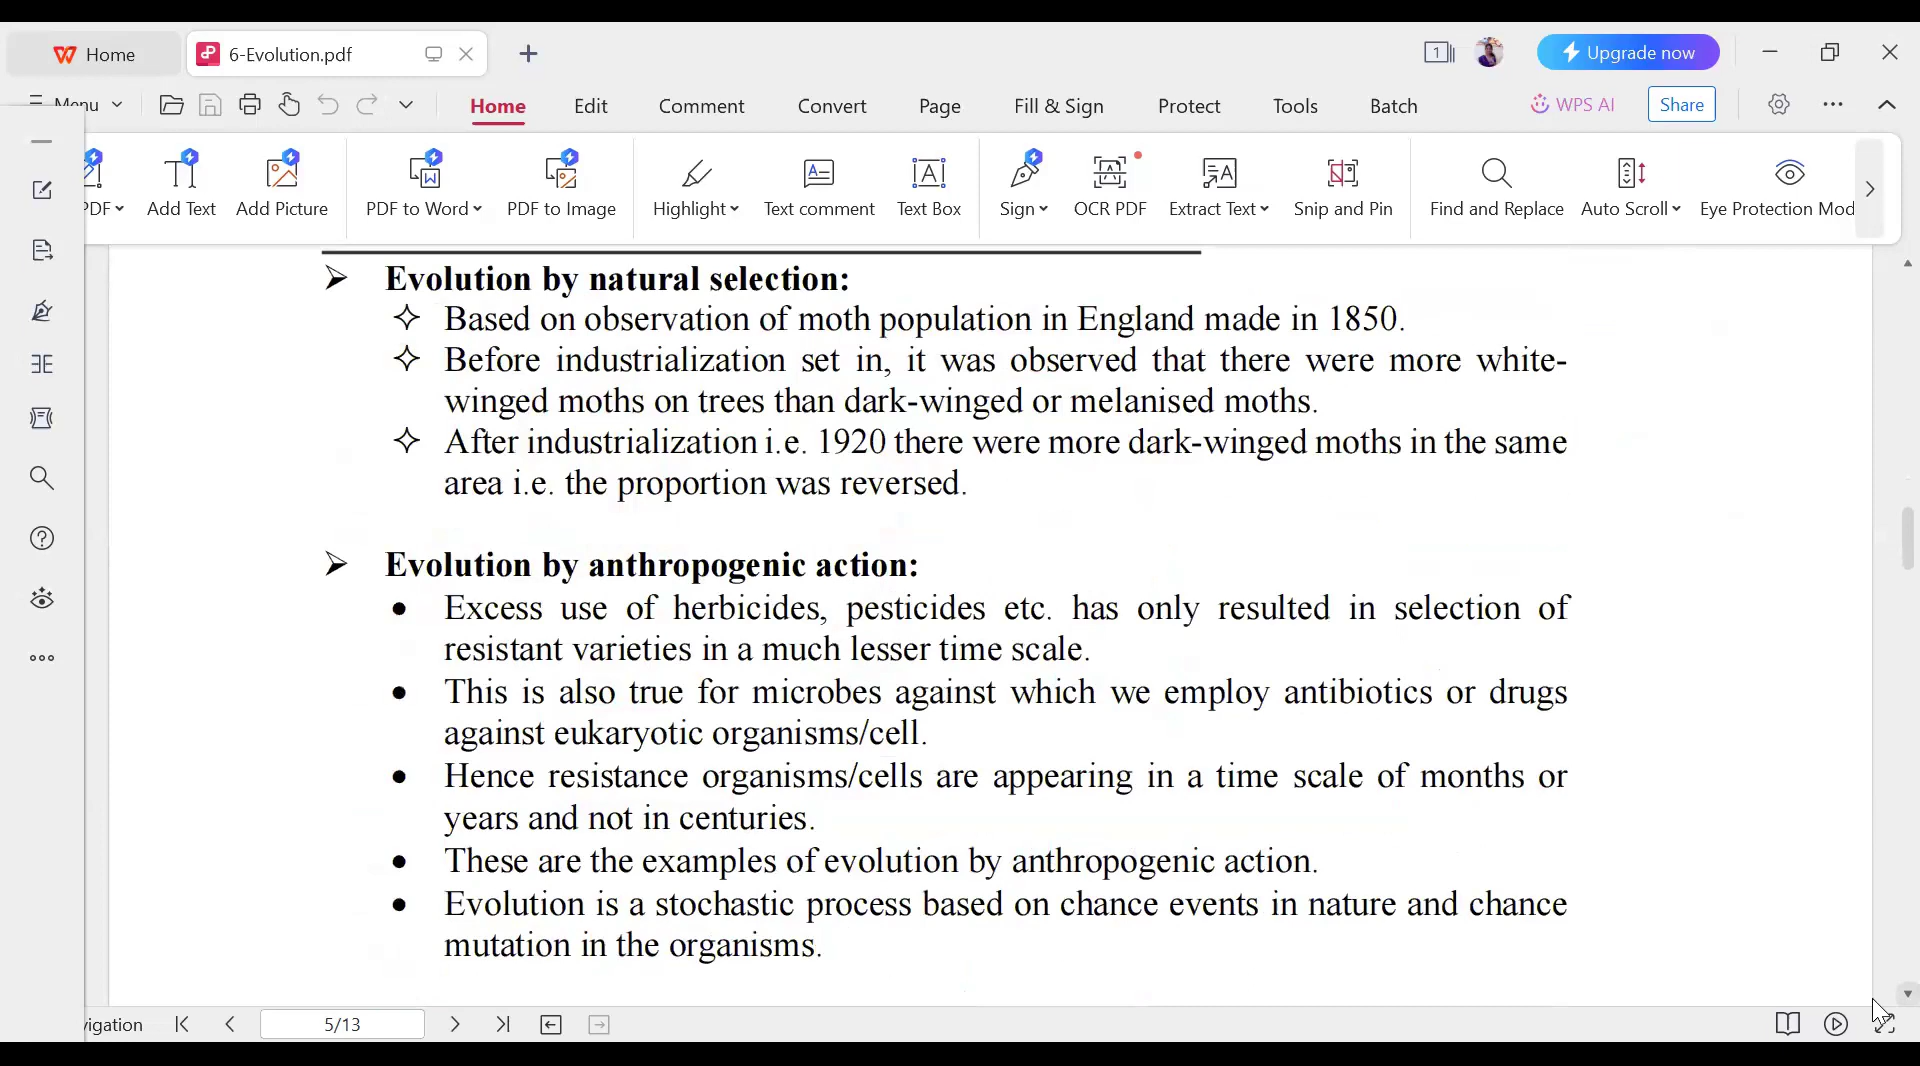 Home
6-Evolution.pdf
1
Upgrade now
Menu
Home Edit Comment Convert Page Fill & Sign Protect Tools Batch
WPS AI
Share
PDF Add Text Add Picture PDF to Word PDF to Image Highlight Text comment Text Box Sign OCR PDF Extract Text Snip and Pin Find and Replace Auto Scroll Eye Protection Mod
➢ Evolution by natural selection:
✧ Based on observation of moth population in England made in 1850.
✧ Before industrialization set in, it was observed that there were more white-
winged moths on trees than dark-winged or melanised moths.
✧ After industrialization i.e. 1920 there were more dark-winged moths in the same
area i.e. the proportion was reversed.
➢ Evolution by anthropogenic action:
• Excess use of herbicides, pesticides etc. has only resulted in selection of
resistant varieties in a much lesser time scale.
• This is also true for microbes against which we employ antibiotics or drugs
against eukaryotic organisms/cell.
• Hence resistance organisms/cells are appearing in a time scale of months or
years and not in centuries.
• These are the examples of evolution by anthropogenic action.
• Evolution is a stochastic process based on chance events in nature and chance
mutation in the organisms.
vigation
5/13